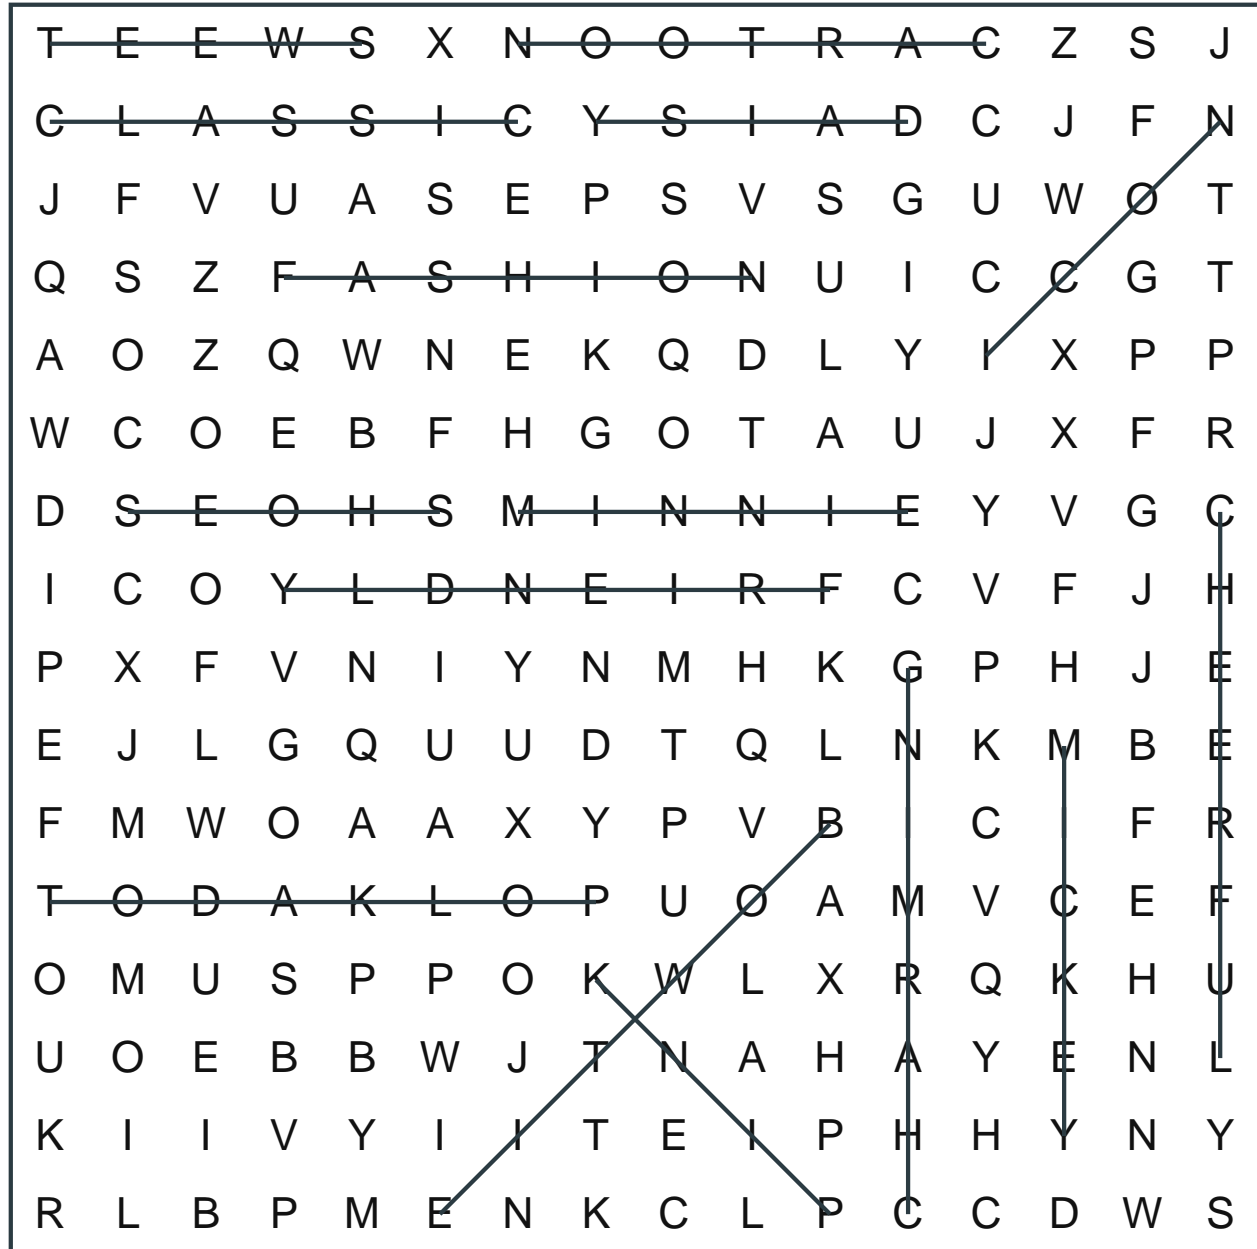 T E E W S X N O O T R A C Z S J
C L A S S I C Y S I A D C J F N
J F V U A S E P S V S G U W O T
Q S Z F A S H I O N U I C C G T
A O Z Q W N E K Q D L Y I X P P
W C O E B F H G O T A U J X F R
D S E O H S M I N N I E Y V G C
I C O Y L D N E I R F C V F J H
P X F V N I Y N M H K G P H J E
E J L G Q U U D T Q L N K M B E
F M W O A A X Y P V B I C I F R
T O D A K L O P U O A M V C E F
O M U S P P O K W L X R Q K H U
U O E B B W J T N A H A Y E N L
K I I V Y I I T E I P H H Y N Y
R L B P M E N K C L P C C D W S